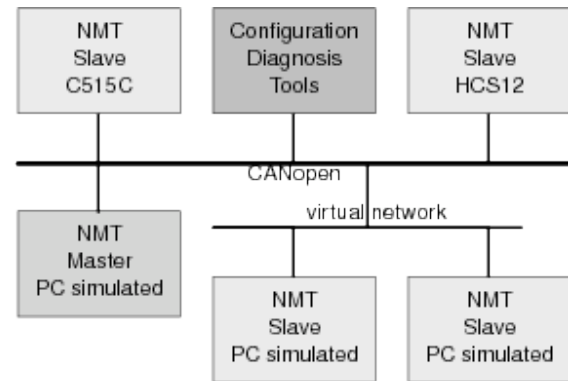 NMT
Slave
C515C
Configuration
Diagnosis
Tools
NMT
Slave
HCS12
CANopen
virtual network
NMT
Master
PC simulated
NMT
Slave
PC simulated
NMT
Slave
PC simulated